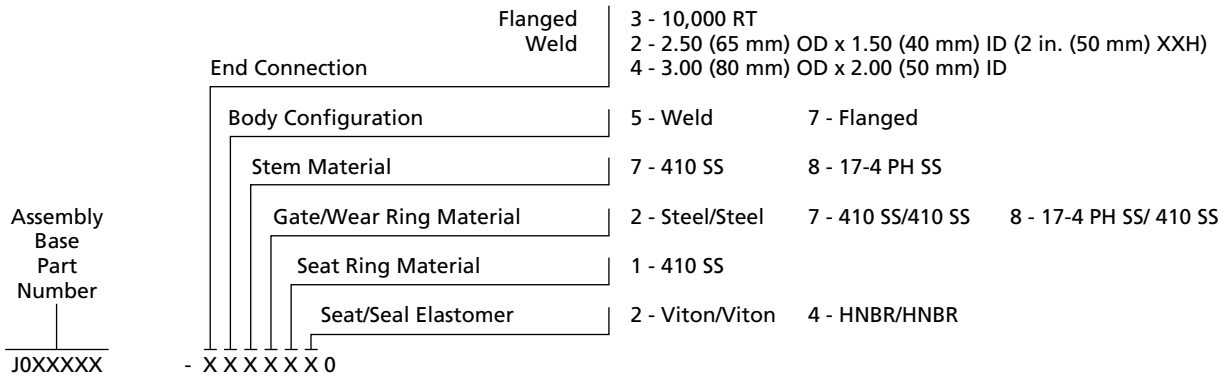 Flanged 3 - 10,000 RT
Weld 2 - 2.50 (65 mm) OD x 1.50 (40 mm) ID (2 in. (50 mm) XXH)
End Connection 4 - 3.00 (80 mm) OD x 2.00 (50 mm) ID
Body Configuration 5 - Weld 7 - Flanged
Stem Material 7 - 410 SS 8 - 17-4 PH SS
Gate/Wear Ring Material 2 - Steel/Steel 7 - 410 SS/410 SS 8 - 17-4 PH SS/ 410 SS
Seat Ring Material 1 - 410 SS
Seat/Seal Elastomer 2 - Viton/Viton 4 - HNBR/HNBR
Assembly
Base
Part
Number
J0XXXXX - X X X X X X 0